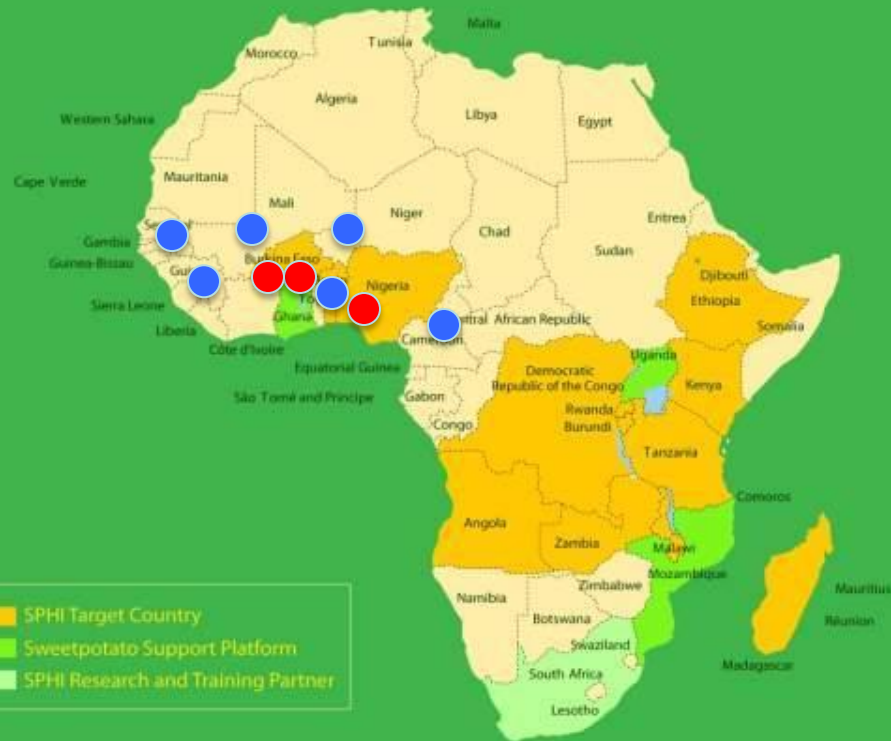 Malta
Tunisia
Morocco
Algeria
Libya
Egypt
Western Sahara
Mauritania
Cape Verde
Mali
Niger
Chad
Sudan
Eritrea
Gambia
Guinea-Bissau
Burkina Faso
Nigeria
Djibouti
Ethiopia
Somalia
Sierra Leone
Liberia
Ghana
African Republic
Cameroon
Côte d'Ivoire
Equatorial Guinea
Uganda
Kenya
Democratic
Republic of the Congo
São Tomé and Principe
Gabon
Rwanda
Burundi
Congo
Tanzania
Comoros
Angola
Zambia
Malawi
Mozambique
Zimbabwe
Namibia
Botswana
Mauritius
Réunion
Swaziland
South Africa
Madagascar
Lesotho
SPHI Target Country
Sweetpotato Support Platform
SPHI Research and Training Partner